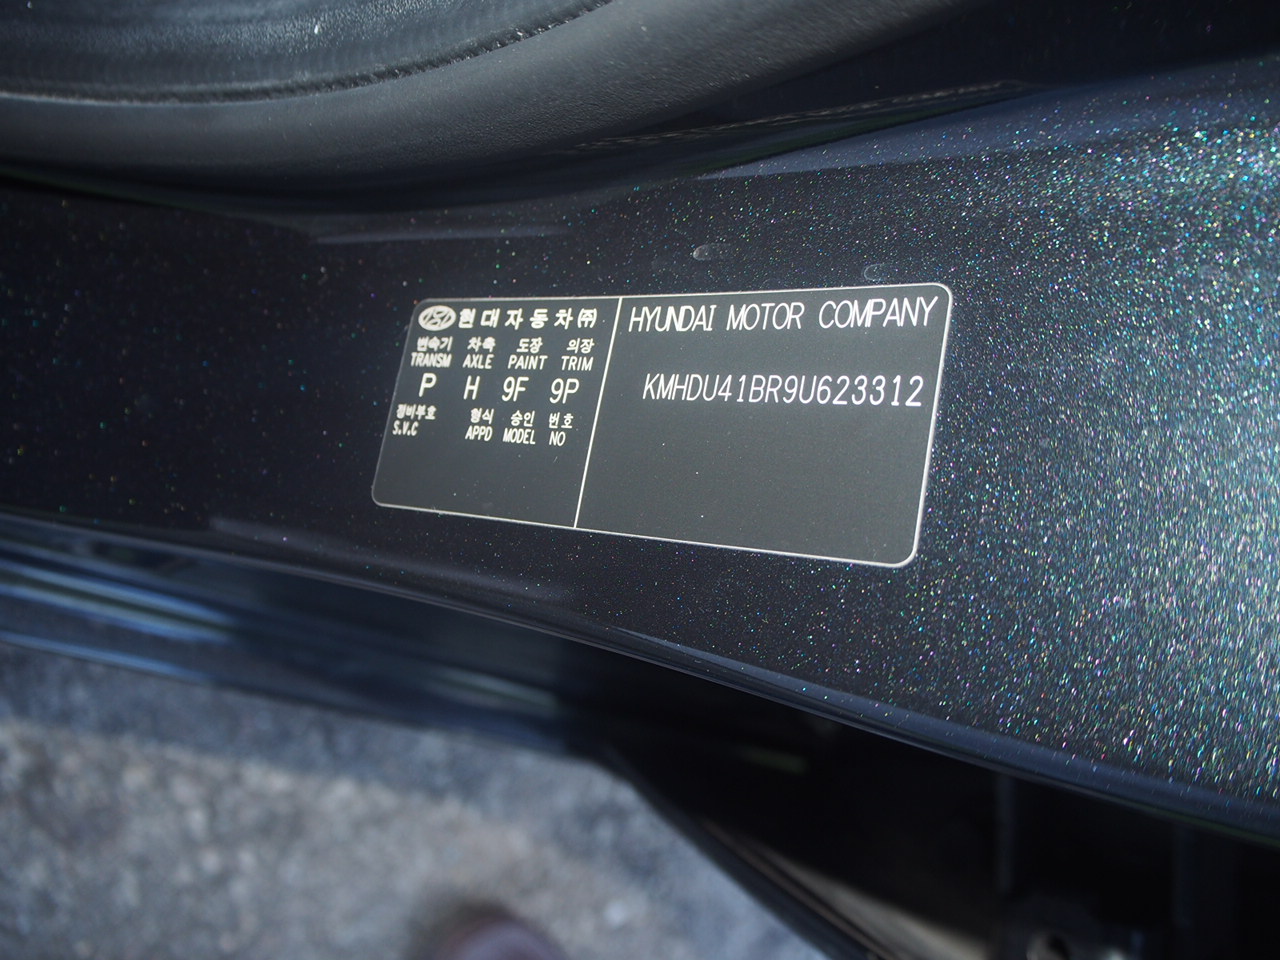 현대자동차㈜
변속기 차축 도장 의장
TRANSM AXLE PAINT TRIM
P H 9F 9P
정비부호 형식 승인 번호
S.V.C APPD MODEL NO
HYUNDAI MOTOR COMPANY
KMHDU41BR9U623312